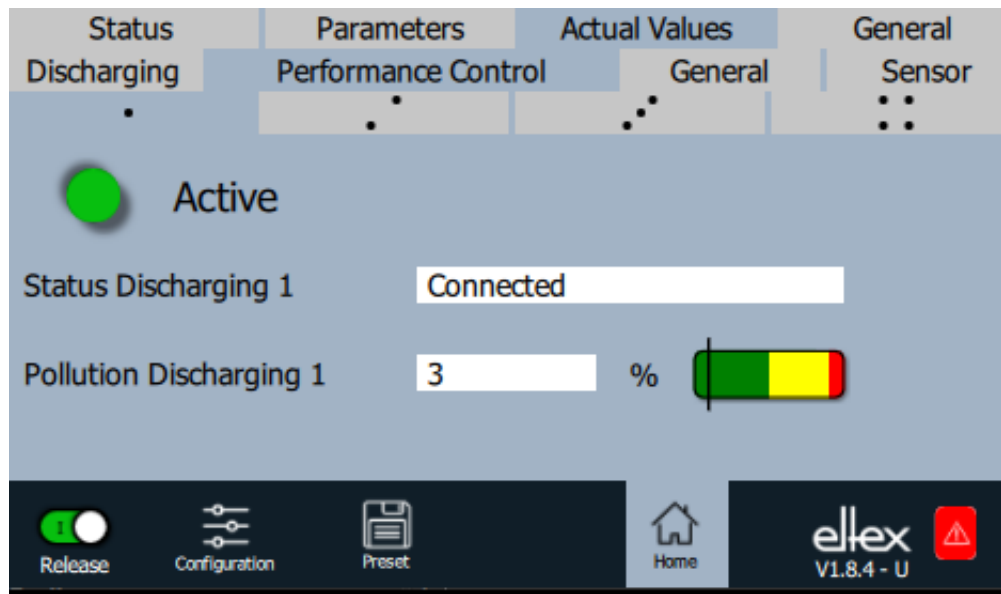 Status Parameters Actual Values General
Discharging Performance Control General Sensor
Active
Status Discharging 1 Connected
Pollution Discharging 1 3 %
I
Release Configuration Preset Home eltex
V1.8.4 - U